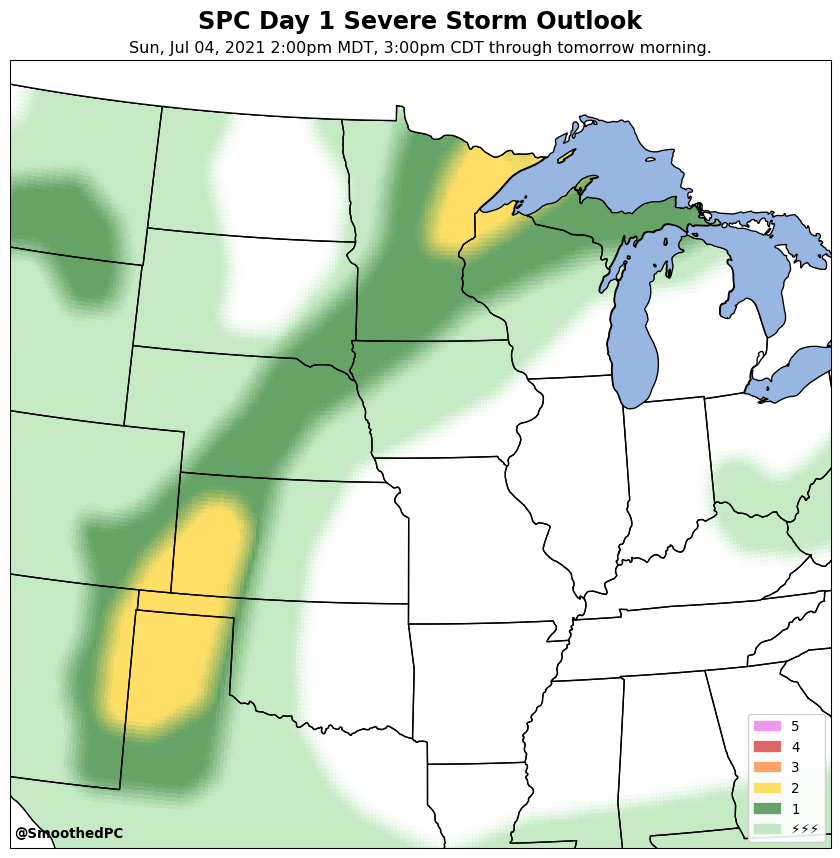 SPC Day 1 Severe Storm Outlook
Sun, Jul 04, 2021 2:00pm MDT, 3:00pm CDT through tomorrow morning.
5
4
3
2
1
⚡⚡⚡
@SmoothedPC